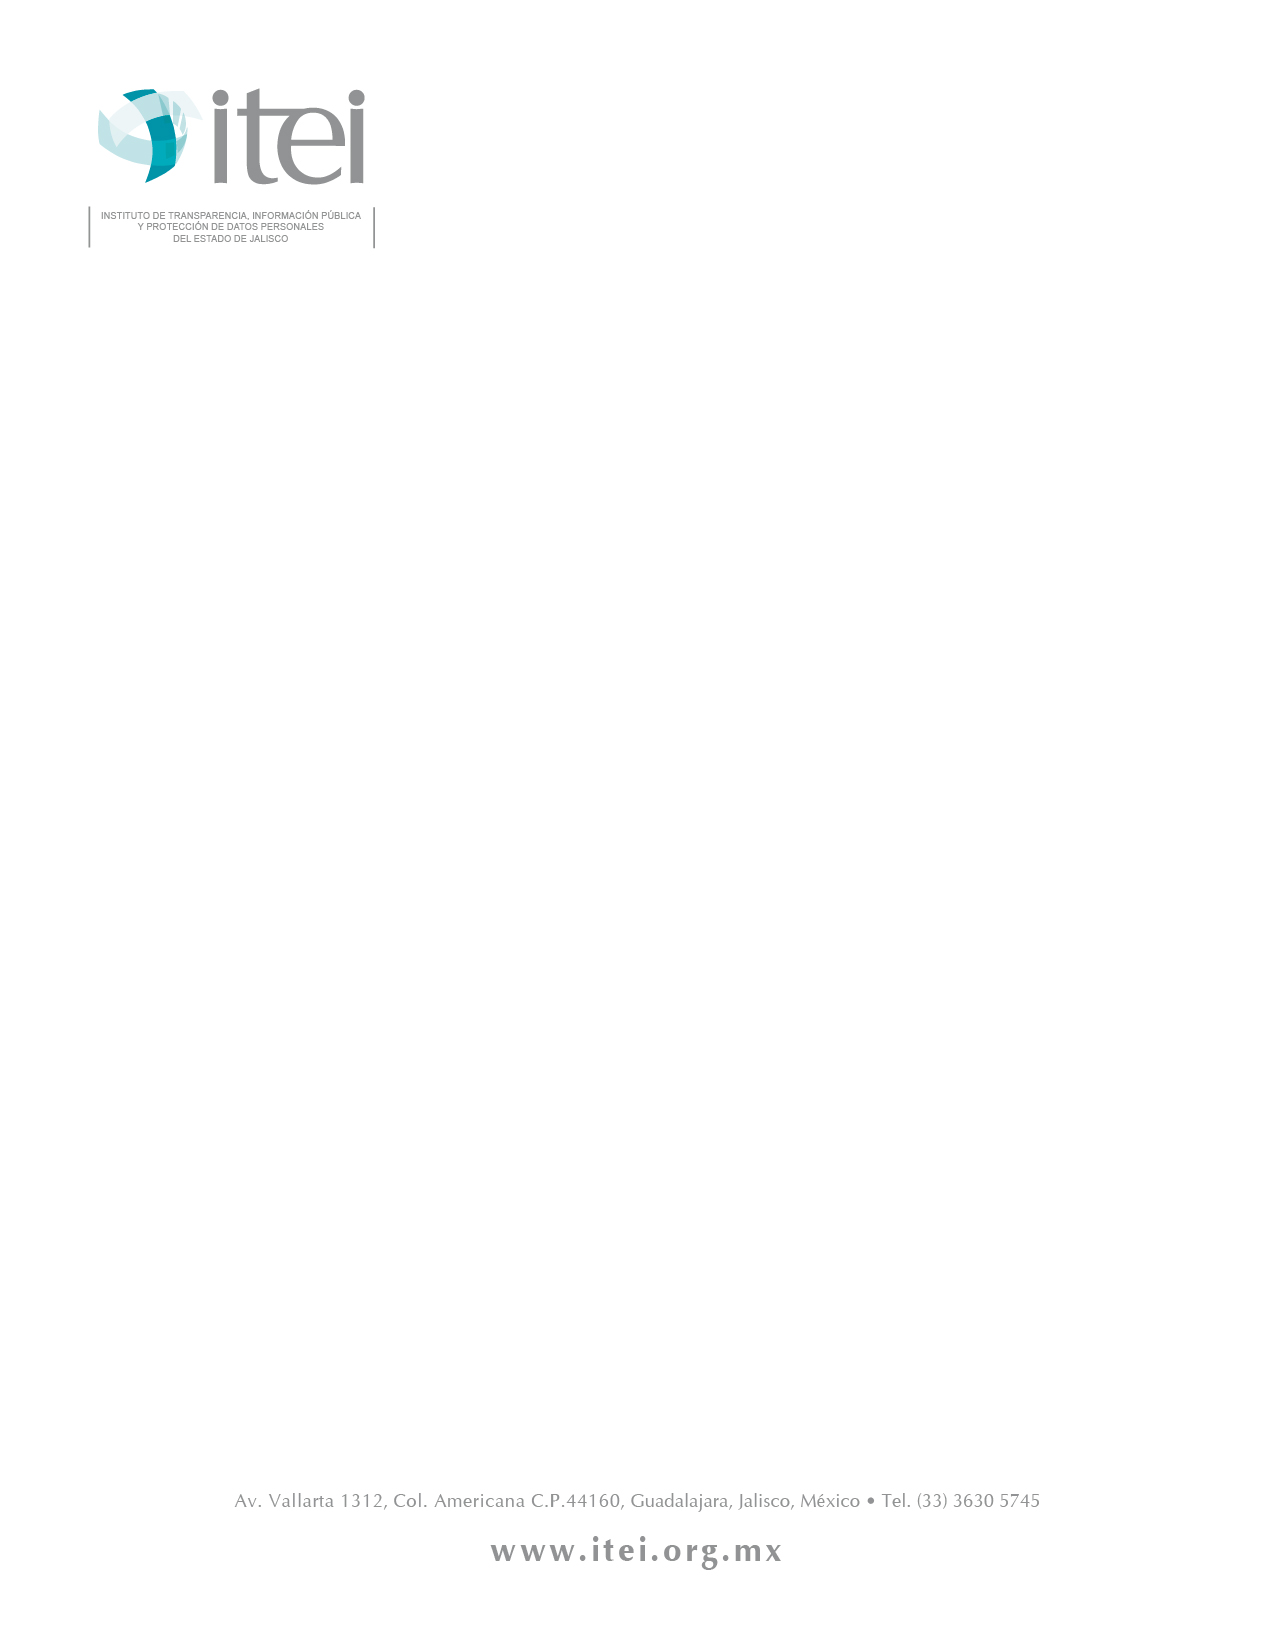 itei
INSTITUTO DE TRANSPARENCIA, INFORMACIÓN PÚBLICA
Y PROTECCIÓN DE DATOS PERSONALES
DEL ESTADO DE JALISCO
Av. Vallarta 1312, Col. Americana C.P.44160, Guadalajara, Jalisco, México • Tel. (33) 3630 5745
www.itei.org.mx